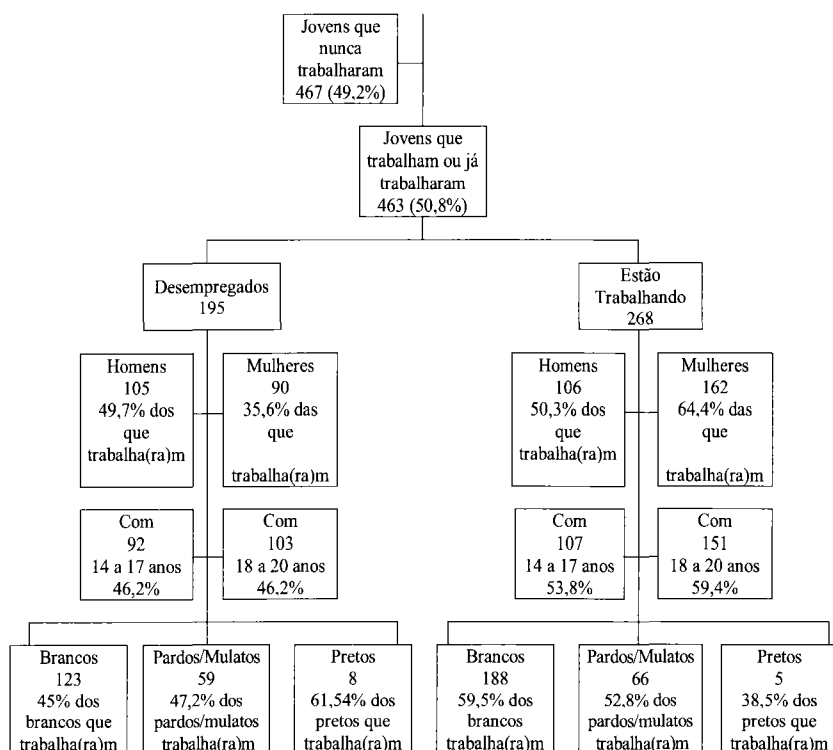 Jovens que
nunca
trabalharam
467 (49,2%)
Jovens que
trabalham ou já
trabalharam
463 (50,8%)
Desempregados
195
Estão
Trabalhando
268
Homens
105
49,7% dos
que
trabalha(ra)m
Mulheres
90
35,6% das
que
trabalha(ra)m
Homens
106
50,3% dos
que
trabalha(ra)m
Mulheres
162
64,4% das
que
trabalha(ra)m
Com
92
14 a 17 anos
46,2%
Com
103
18 a 20 anos
46,2%
Com
107
14 a 17 anos
53,8%
Com
151
18 a 20 anos
59,4%
Brancos
123
45% dos
brancos que
trabalha(ra)m
Pardos/Mulatos
59
47,2% dos
pardos/mulatos
trabalha(ra)m
Pretos
8
61,54% dos
pretos que
trabalha(ra)m
Brancos
188
59,5% dos
brancos
trabalha(ra)m
Pardos/Mulatos
66
52,8% dos
pardos/mulatos
trabalha(ra)m
Pretos
5
38,5% dos
pretos que
trabalha(ra)m